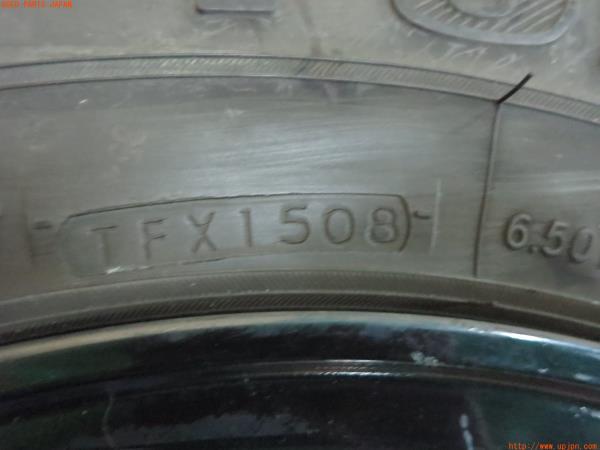 USED PARTS JAPAN
TFX1508
6.50
http://www.upjpn.com/